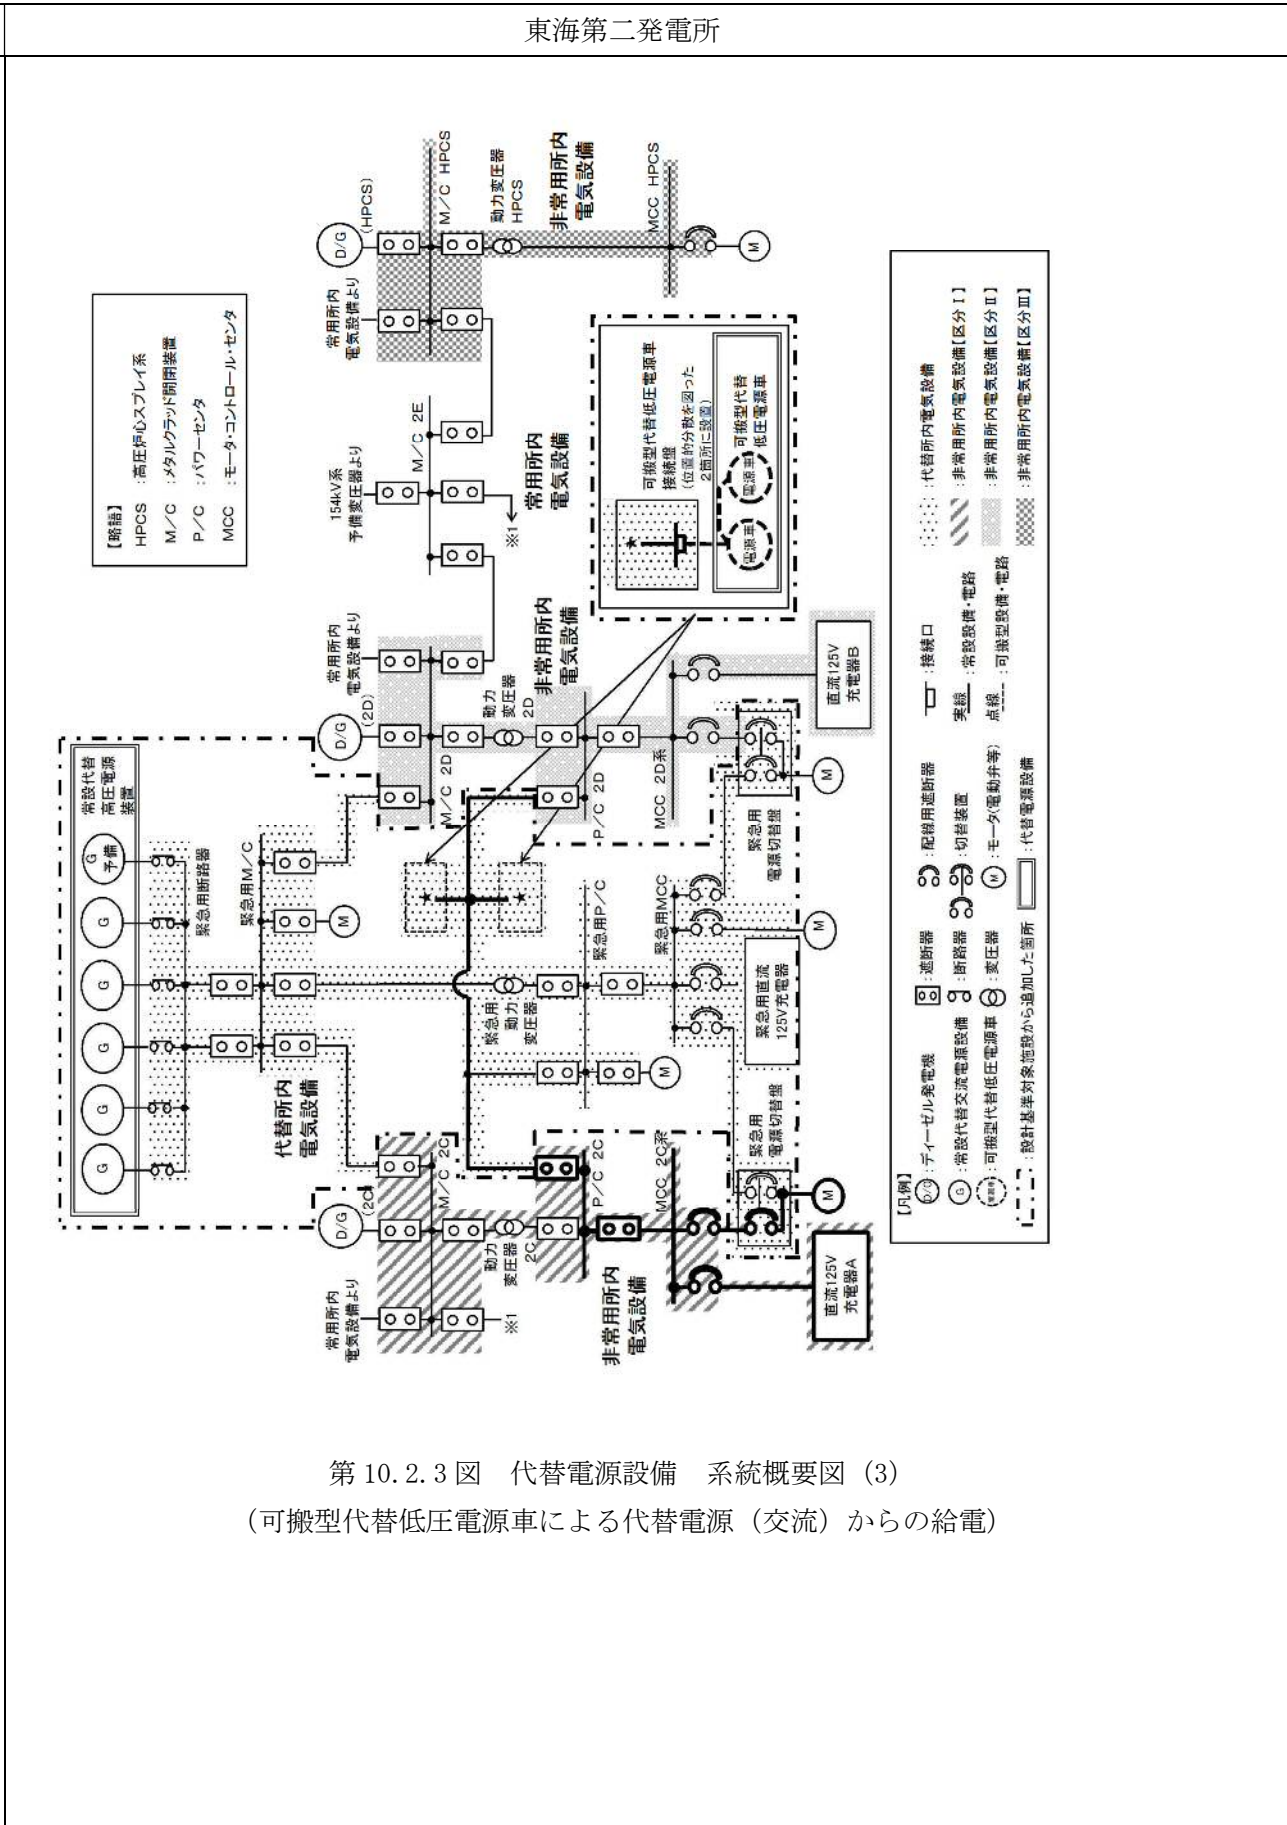 東海第二発電所
【略語】
HPCS :高圧炉心スプレイ系
M/C :メタルクラッド開閉装置
P/C :パワーセンタ
MCC :モータ・コントロール・センタ
常設代替
高圧電源
装置
G
予備
G
G
G
G
G
緊急用断路器
緊急用M/C
M
代替所内
電気設備
常用所内
電気設備より
D/G
(2C)
M/C 2C
※1
動力
変圧器
2C
非常用所内
電気設備
P/C 2C
MCC 2C系
直流125V
充電器A
緊急用
電源切替盤
M
緊急用
動力
変圧器
緊急用P/C
M
緊急用MCC
緊急用直流
125V充電器
M
D/G
(2D)
常用所内
電気設備より
M/C 2D
動力
変圧器
2D
非常用所内
電気設備
P/C 2D
MCC 2D系
緊急用
電源切替盤
M
直流125V
充電器B
154kV系
予備変圧器より
M/C 2E
※1
常用所内
電気設備
常用所内
電気設備より
D/G
(HPCS)
M/C HPCS
動力変圧器
HPCS
非常用所内
電気設備
MCC HPCS
M
可搬型代替低圧電源車
接続盤
(位置的分散を図った
2箇所に設置)
電源車
電源車
可搬型代替
低圧電源車
【凡例】
D/G :ディーゼル発電機
G :常設代替交流電源設備
電源車 :可搬型代替低圧電源車
:設計基準対象施設から追加した箇所
:遮断器
:断路器
:変圧器
:配線用遮断器
:切替装置
M :モータ(電動弁等)
:代替電源設備
:接続口
実線 :常設設備・電路
点線 :可搬型設備・電路
:代替所内電気設備
:非常用所内電気設備【区分Ⅰ】
:非常用所内電気設備【区分Ⅱ】
:非常用所内電気設備【区分Ⅲ】
第10.2.3図 代替電源設備 系統概要図(3)
(可搬型代替低圧電源車による代替電源(交流)からの給電)